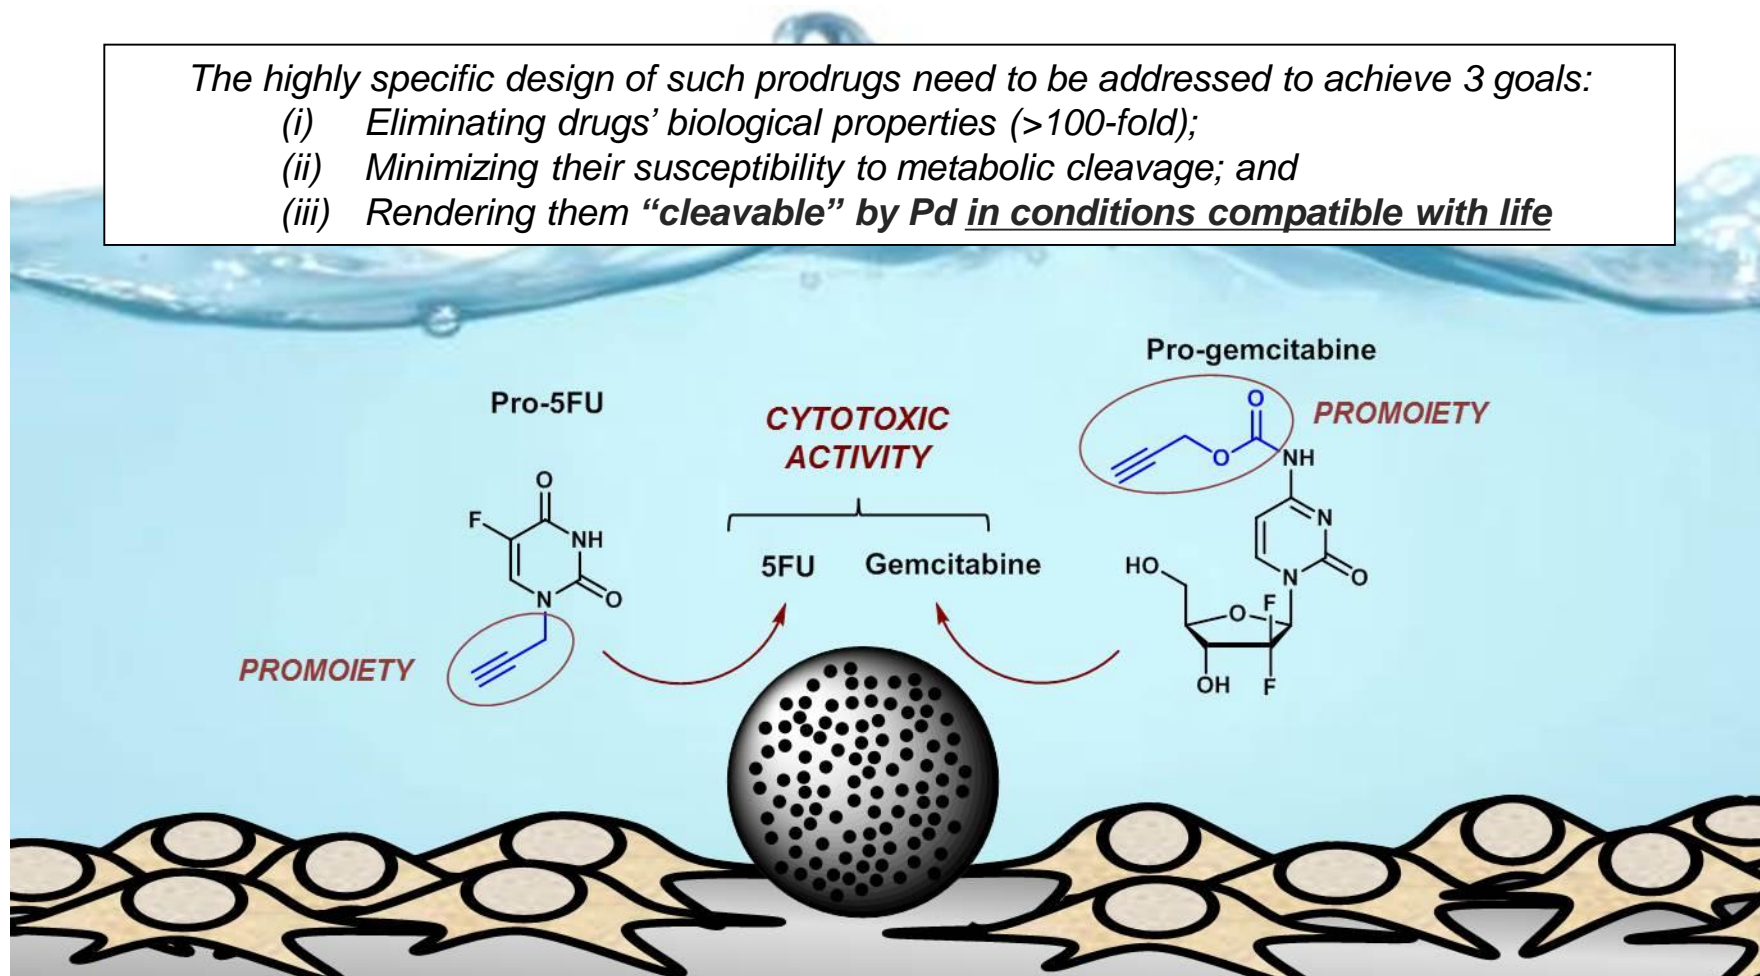 The highly specific design of such prodrugs need to be addressed to achieve 3 goals:
(i) Eliminating drugs’ biological properties (>100-fold);
(ii) Minimizing their susceptibility to metabolic cleavage; and
(iii) Rendering them “cleavable” by Pd in conditions compatible with life
Pro-gemcitabine
Pro-5FU
CYTOTOXIC
ACTIVITY
PROMOIETY
O
O
NH
N
O
N
HO
O
F
OH
F
O
F
NH
N
O
5FU
Gemcitabine
PROMOIETY